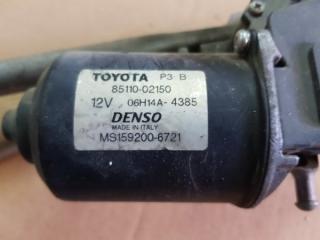 TOYOTA P3 B
85110-02150
12V 06H14A- 4385
DENSO
MADE IN ITALY
MS159200-6721